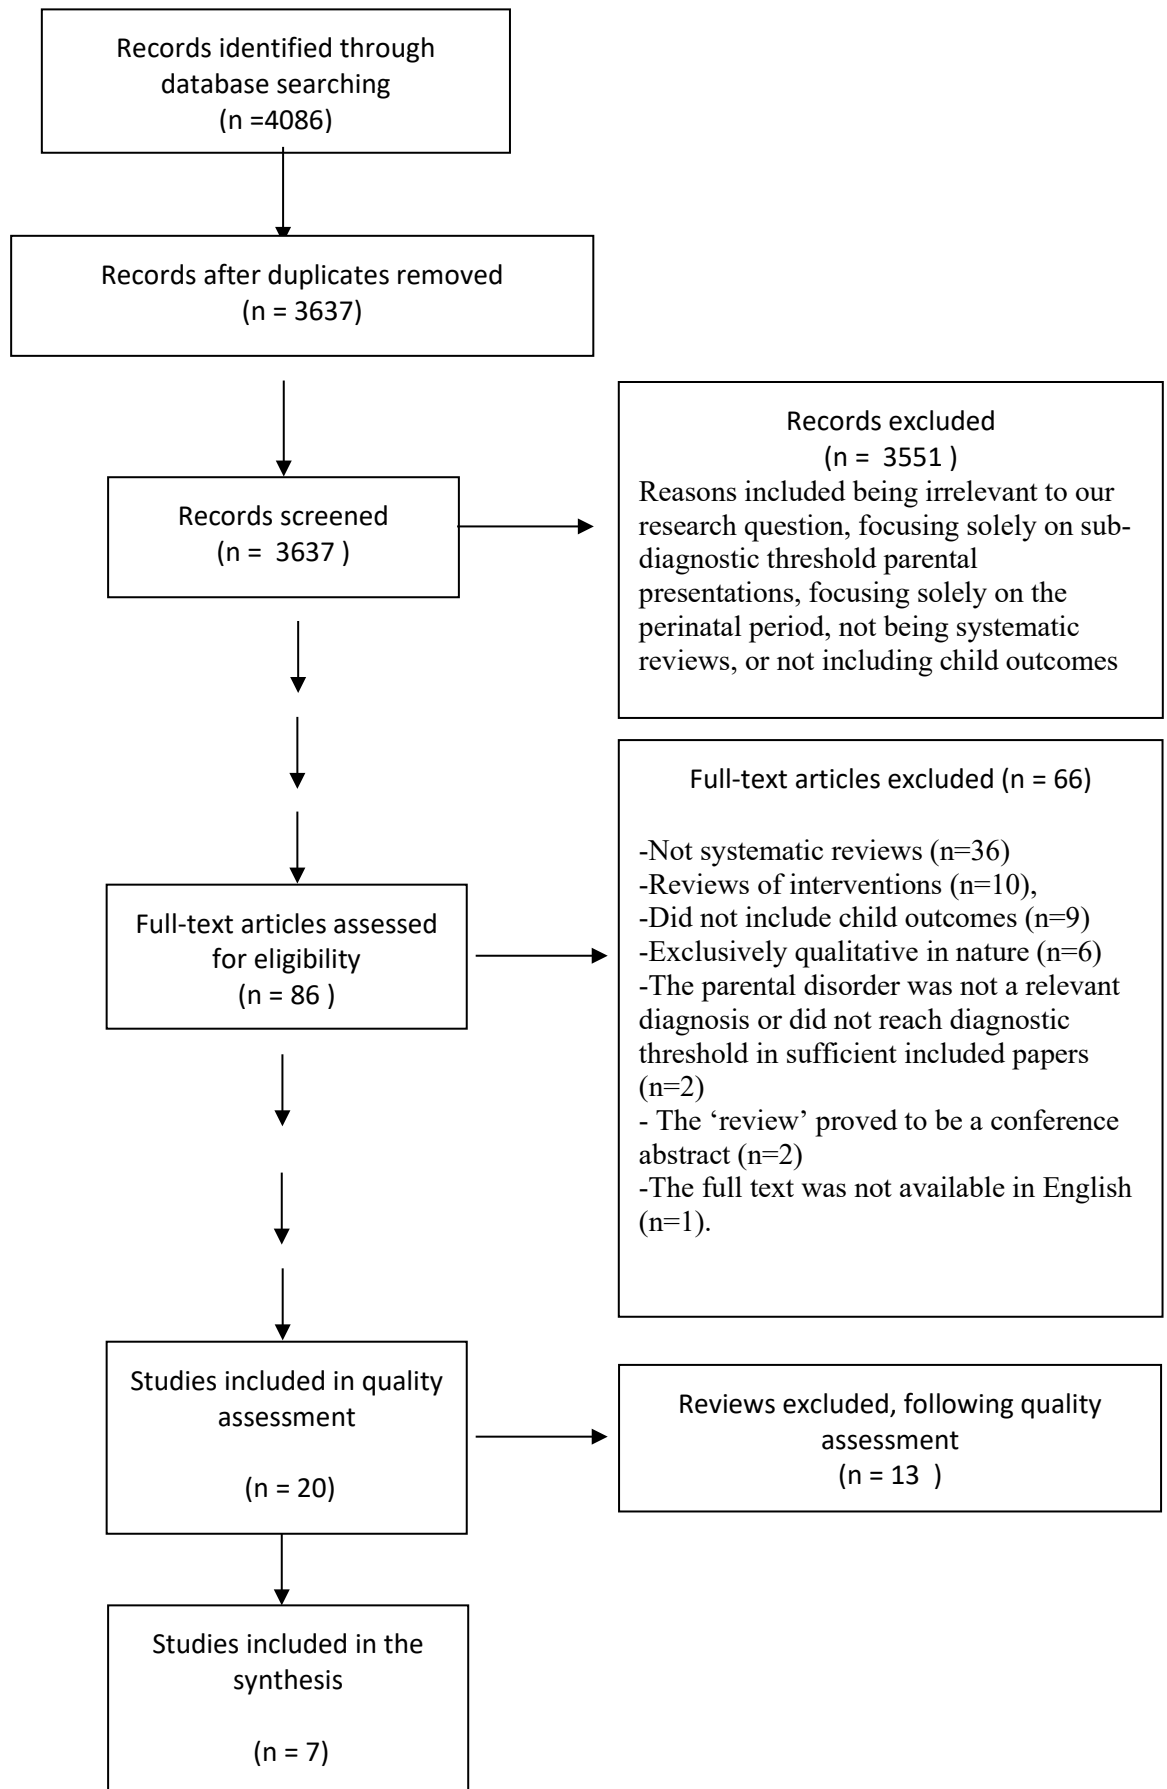 Records identified through
database searching
(n =4086)
Records after duplicates removed
(n = 3637)
Records excluded
(n =  3551 )
Reasons included being irrelevant to our
research question, focusing solely on sub-
diagnostic threshold parental
presentations, focusing solely on the
perinatal period, not being systematic
reviews, or not including child outcomes
Records screened
(n =  3637 )
Full-text articles excluded (n = 66)
-Not systematic reviews (n=36)
-Reviews of interventions (n=10),
-Did not include child outcomes (n=9)
-Exclusively qualitative in nature (n=6)
-The parental disorder was not a relevant
diagnosis or did not reach diagnostic
threshold in sufficient included papers
(n=2)
- The ‘review’ proved to be a conference
abstract (n=2)
-The full text was not available in English
(n=1).
Full-text articles assessed
for eligibility
(n = 86 )
Studies included in quality
assessment
(n = 20)
Reviews excluded, following quality
assessment
(n = 13  )
Studies included in the
synthesis
(n = 7)